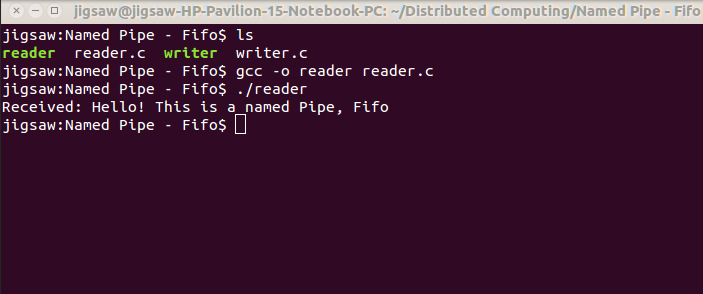 jigsaw@jigsaw-HP-Pavilion-15-Notebook-PC: ~/Distributed Computing/Named Pipe - Fifo
jigsaw:Named Pipe - Fifo$ ls
reader  reader.c  writer  writer.c
jigsaw:Named Pipe - Fifo$ gcc -o reader reader.c
jigsaw:Named Pipe - Fifo$ ./reader
Received: Hello! This is a named Pipe, Fifo
jigsaw:Named Pipe - Fifo$